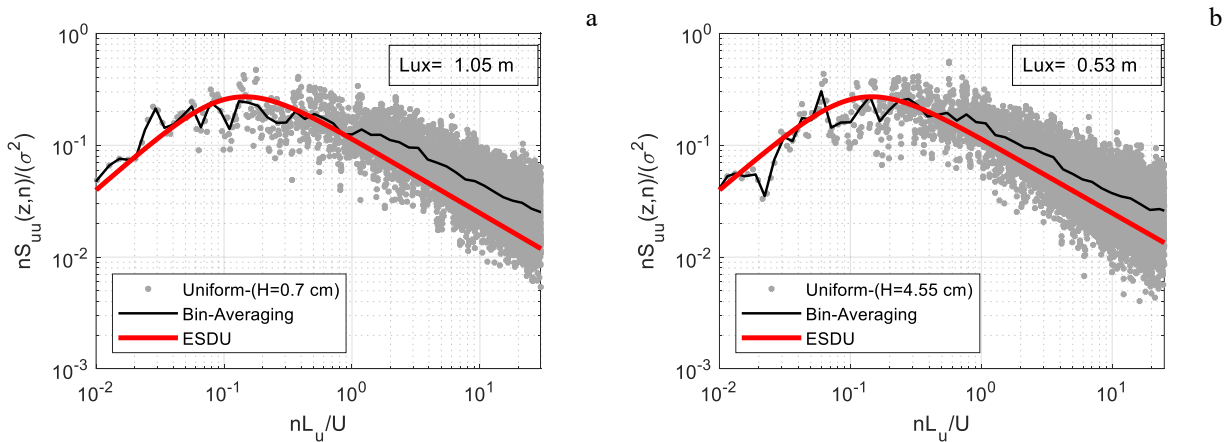 a
10^0
10^-1
10^-2
10^-3
nS_uu(z,n)/(σ^2)
Lux= 1.05 m
Uniform-(H=0.7 cm)
Bin-Averaging
ESDU
10^-2
10^-1
10^0
10^1
nL_u/U
b
10^0
10^-1
10^-2
10^-3
nS_uu(z,n)/(σ^2)
Lux= 0.53 m
Uniform-(H=4.55 cm)
Bin-Averaging
ESDU
10^-2
10^-1
10^0
10^1
nL_u/U